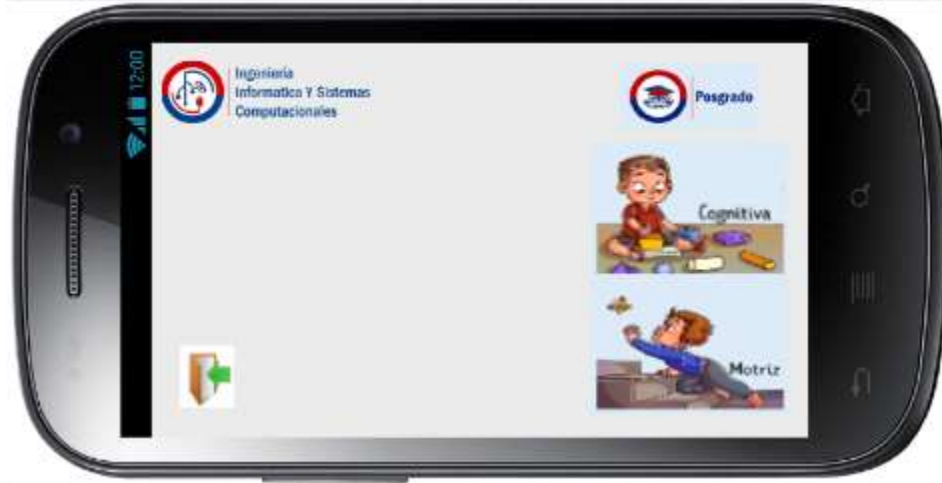 12:00
Ingeniería
Informatica Y Sistemas
Computacionales
Posgrado
Cognitiva
Motriz